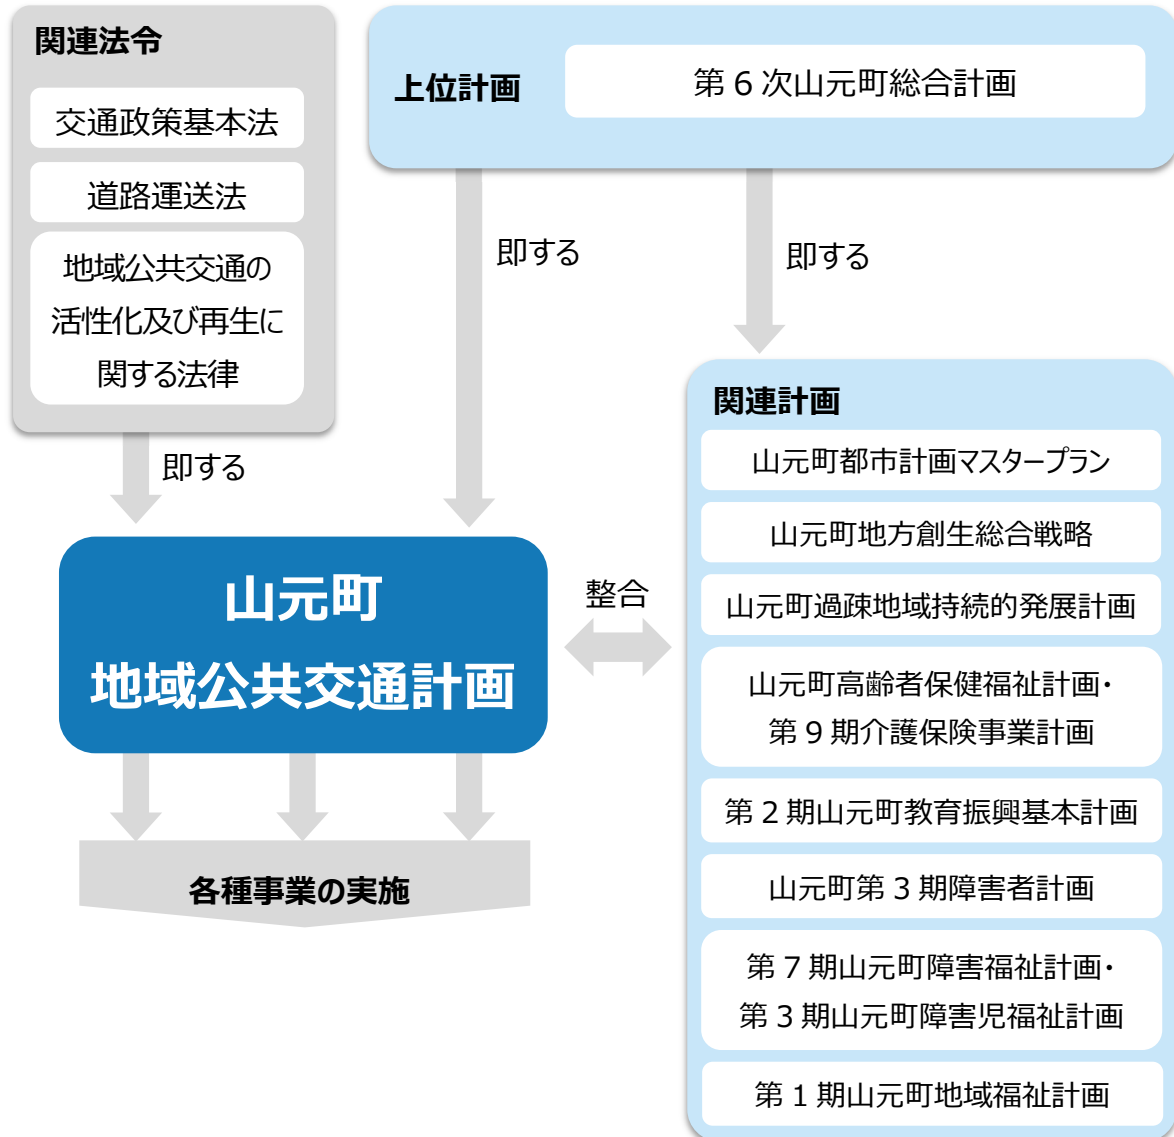 関連法令
交通政策基本法
道路運送法
地域公共交通の
活性化及び再生に
関する法律
上位計画
第6次山元町総合計画
即する
即する
即する
山元町
地域公共交通計画
整合
関連計画
山元町都市計画マスタープラン
山元町地方創生総合戦略
山元町過疎地域持続的発展計画
山元町高齢者保健福祉計画・
第9期介護保険事業計画
第2期山元町教育振興基本計画
山元町第3期障害者計画
第7期山元町障害福祉計画・
第3期山元町障害児福祉計画
第1期山元町地域福祉計画
各種事業の実施